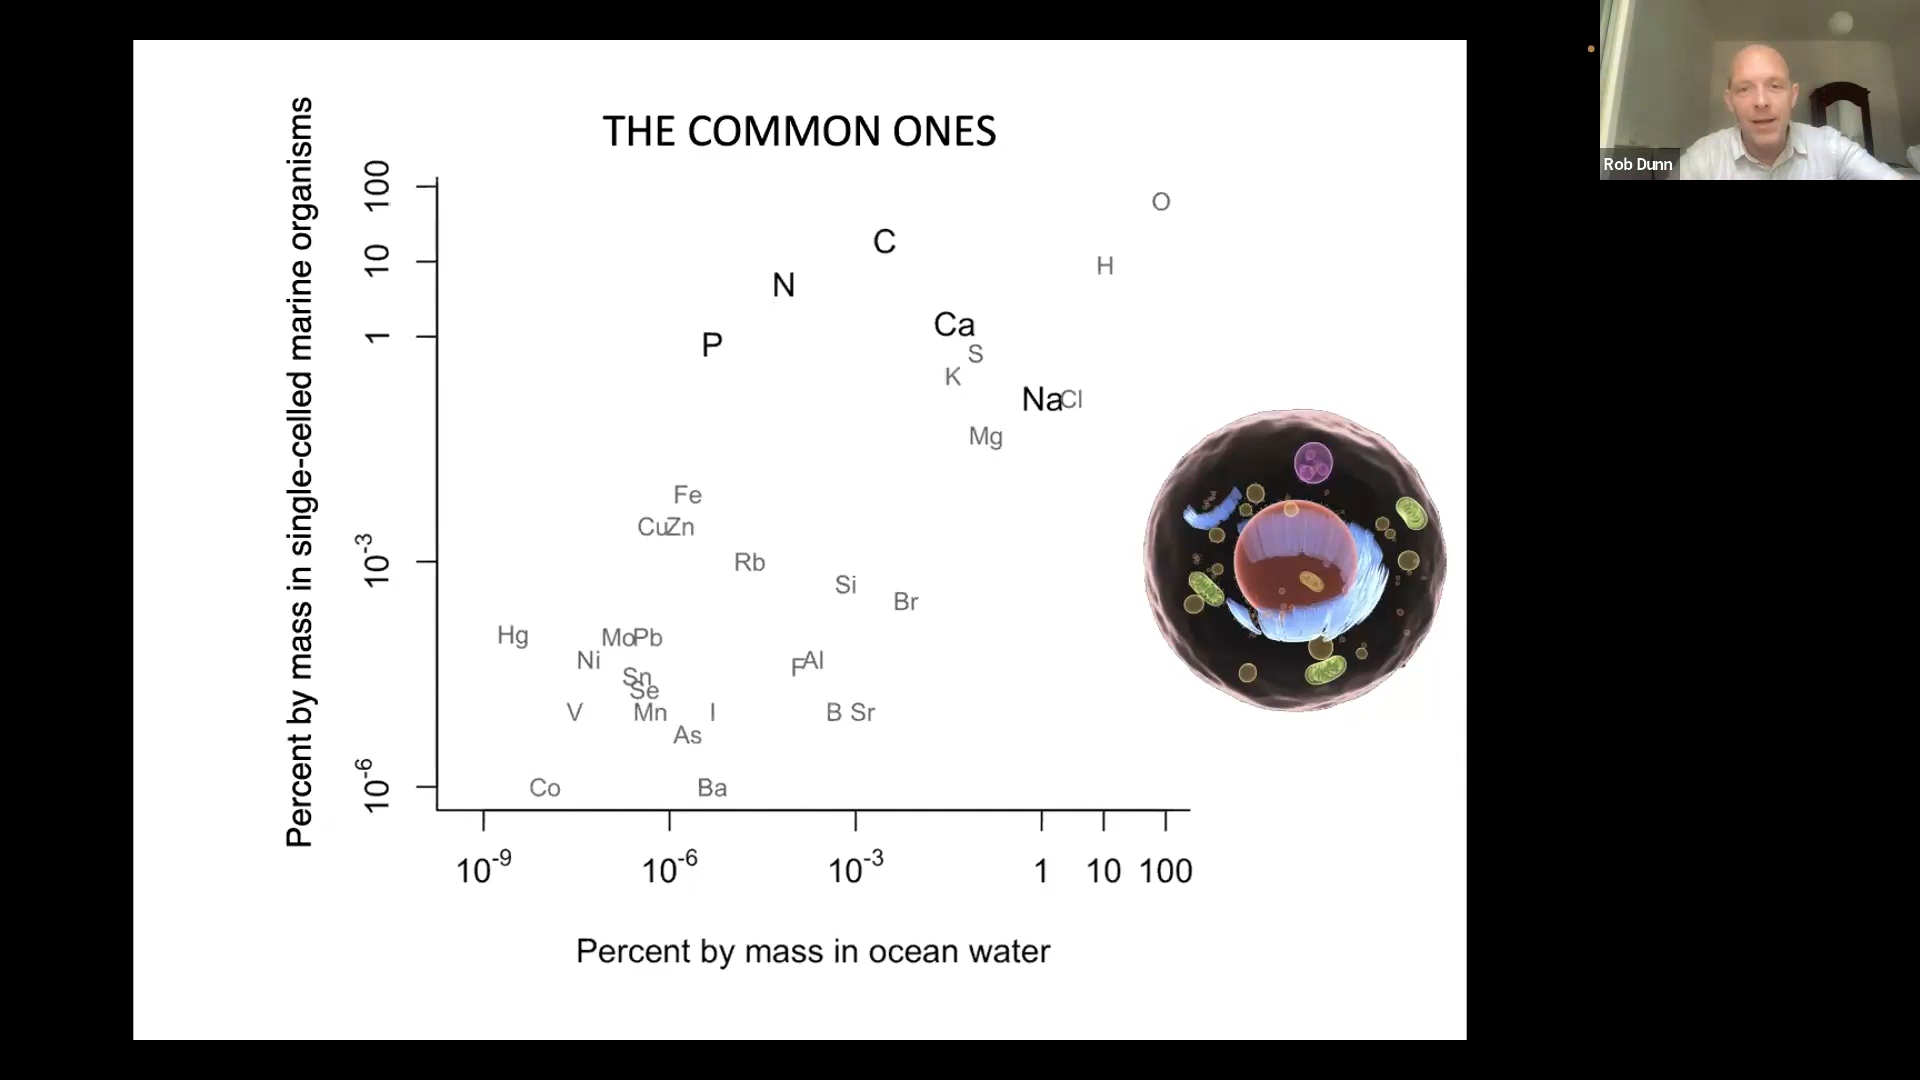 THE COMMON ONES
Percent by mass in single-celled marine organisms
100
10
1
10-3
10-6
O
C
H
N
Ca
P
S
K
Na Cl
Mg
Fe
Cu Zn
Rb
Si
Br
Hg
Mo Pb
Ni
F Al
Sn
Se
V
Mn
I
B Sr
As
Co
Ba
10-9 10-6 10-3 1 10 100
Percent by mass in ocean water
Rob Dunn